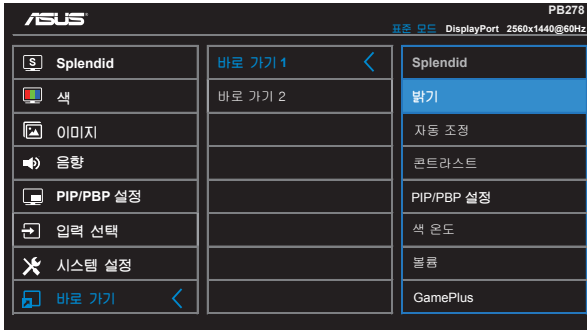 PB278
ASUS
표준 모드 DisplayPort 2560x1440@60Hz
S Splendid
색
이미지
음향
PIP/PBP 설정
입력 선택
시스템 설정
바로 가기
바로 가기 1
바로 가기 2
Splendid
밝기
자동 조정
콘트라스트
PIP/PBP 설정
색 온도
볼륨
GamePlus